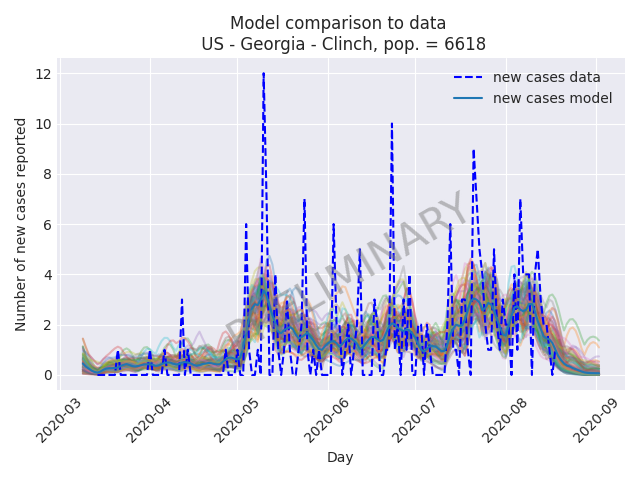 Model comparison to data
US - Georgia - Clinch, pop. = 6618
new cases data
new cases model
Number of new cases reported
12
10
8
6
4
2
0
PRELIMINARY
2020-03
2020-04
2020-05
2020-06
2020-07
2020-08
2020-09
Day